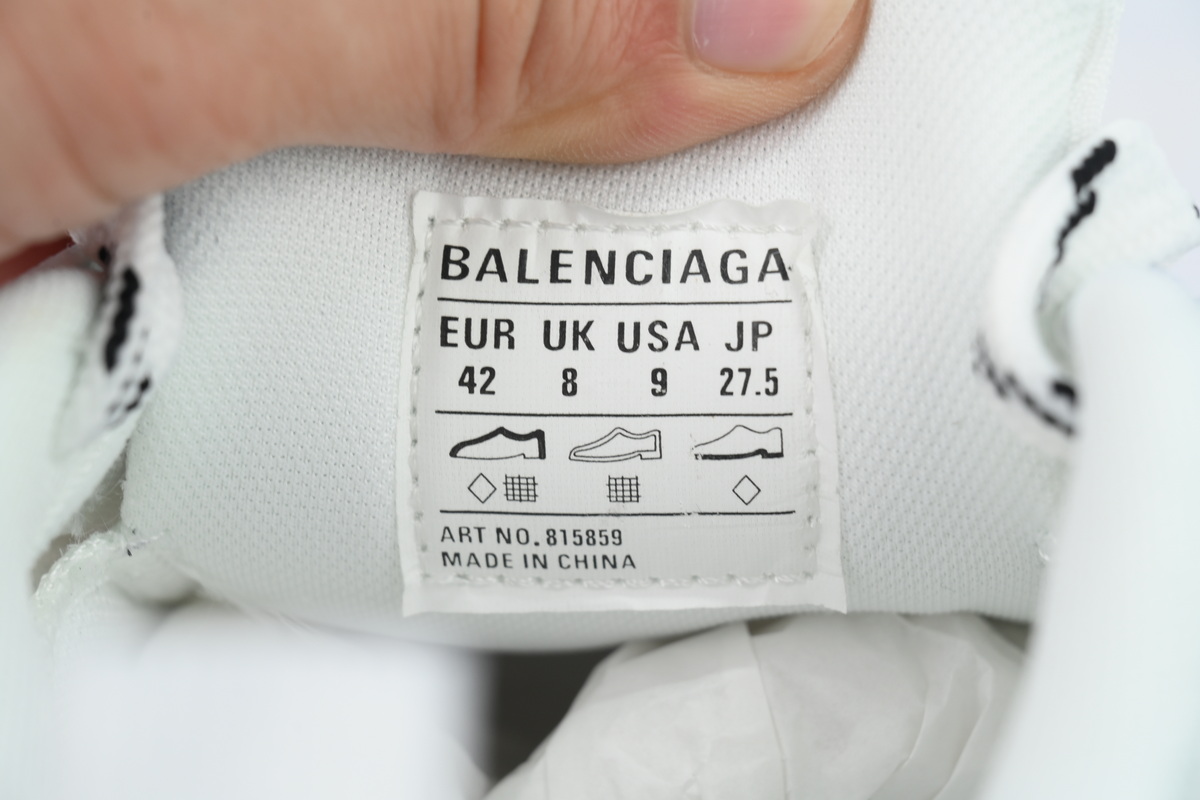 BALENCIAGA
EUR UK USA JP
42 8 9 27.5
ART NO. 815859
MADE IN CHINA